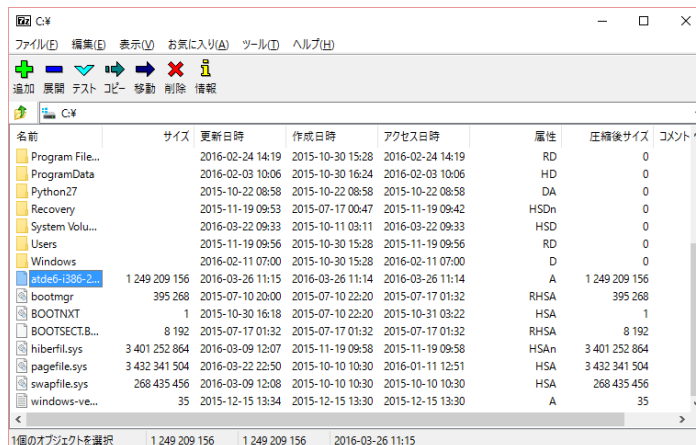 7z C:¥
ファイル(F) 編集(E) 表示(V) お気に入り(A) ツール(T) ヘルプ(H)
追加 展開 テスト コピー 移動 削除 情報
C:¥
名前 サイズ 更新日時 作成日時 アクセス日時 属性 圧縮後サイズ コメント
Program File... 2016-02-24 14:19 2015-10-30 15:28 2016-02-24 14:19 RD 0
ProgramData 2016-02-03 10:06 2015-10-30 16:24 2016-02-03 10:06 HD 0
Python27 2015-10-22 08:58 2015-10-22 08:58 2015-10-22 08:58 DA 0
Recovery 2015-11-19 09:53 2015-07-17 00:47 2015-11-19 09:42 HSDn 0
System Volu... 2016-03-22 09:33 2015-10-11 03:11 2016-03-22 09:33 HSD 0
Users 2015-11-19 09:56 2015-10-30 15:28 2015-11-19 09:56 RD 0
Windows 2016-02-11 07:00 2015-10-30 15:28 2016-02-11 07:00 D 0
atde6-i386-2... 1 249 209 156 2016-03-26 11:15 2016-03-26 11:14 2016-03-26 11:14 A 1 249 209 156
bootmgr 395 268 2015-07-10 20:00 2015-07-10 22:20 2015-07-17 01:32 RHSA 395 268
BOOTNXT 1 2015-10-30 16:18 2015-07-10 22:20 2015-10-31 03:22 HSA 1
BOOTSECT.B... 8 192 2015-07-17 01:32 2015-07-17 01:32 2015-07-17 01:32 RHSA 8 192
hiberfil.sys 3 401 252 864 2016-03-09 12:07 2015-11-19 09:58 2015-11-19 09:58 HSAn 3 401 252 864
pagefile.sys 3 432 341 504 2016-03-22 22:50 2015-10-10 10:30 2016-01-11 12:51 HSA 3 432 341 504
swapfile.sys 268 435 456 2016-03-09 12:08 2015-10-10 10:30 2015-10-10 10:30 HSA 268 435 456
windows-ve... 35 2015-12-15 13:34 2015-12-15 13:30 2015-12-15 13:30 A 35
1個のオブジェクトを選択 1 249 209 156 1 249 209 156 2016-03-26 11:15